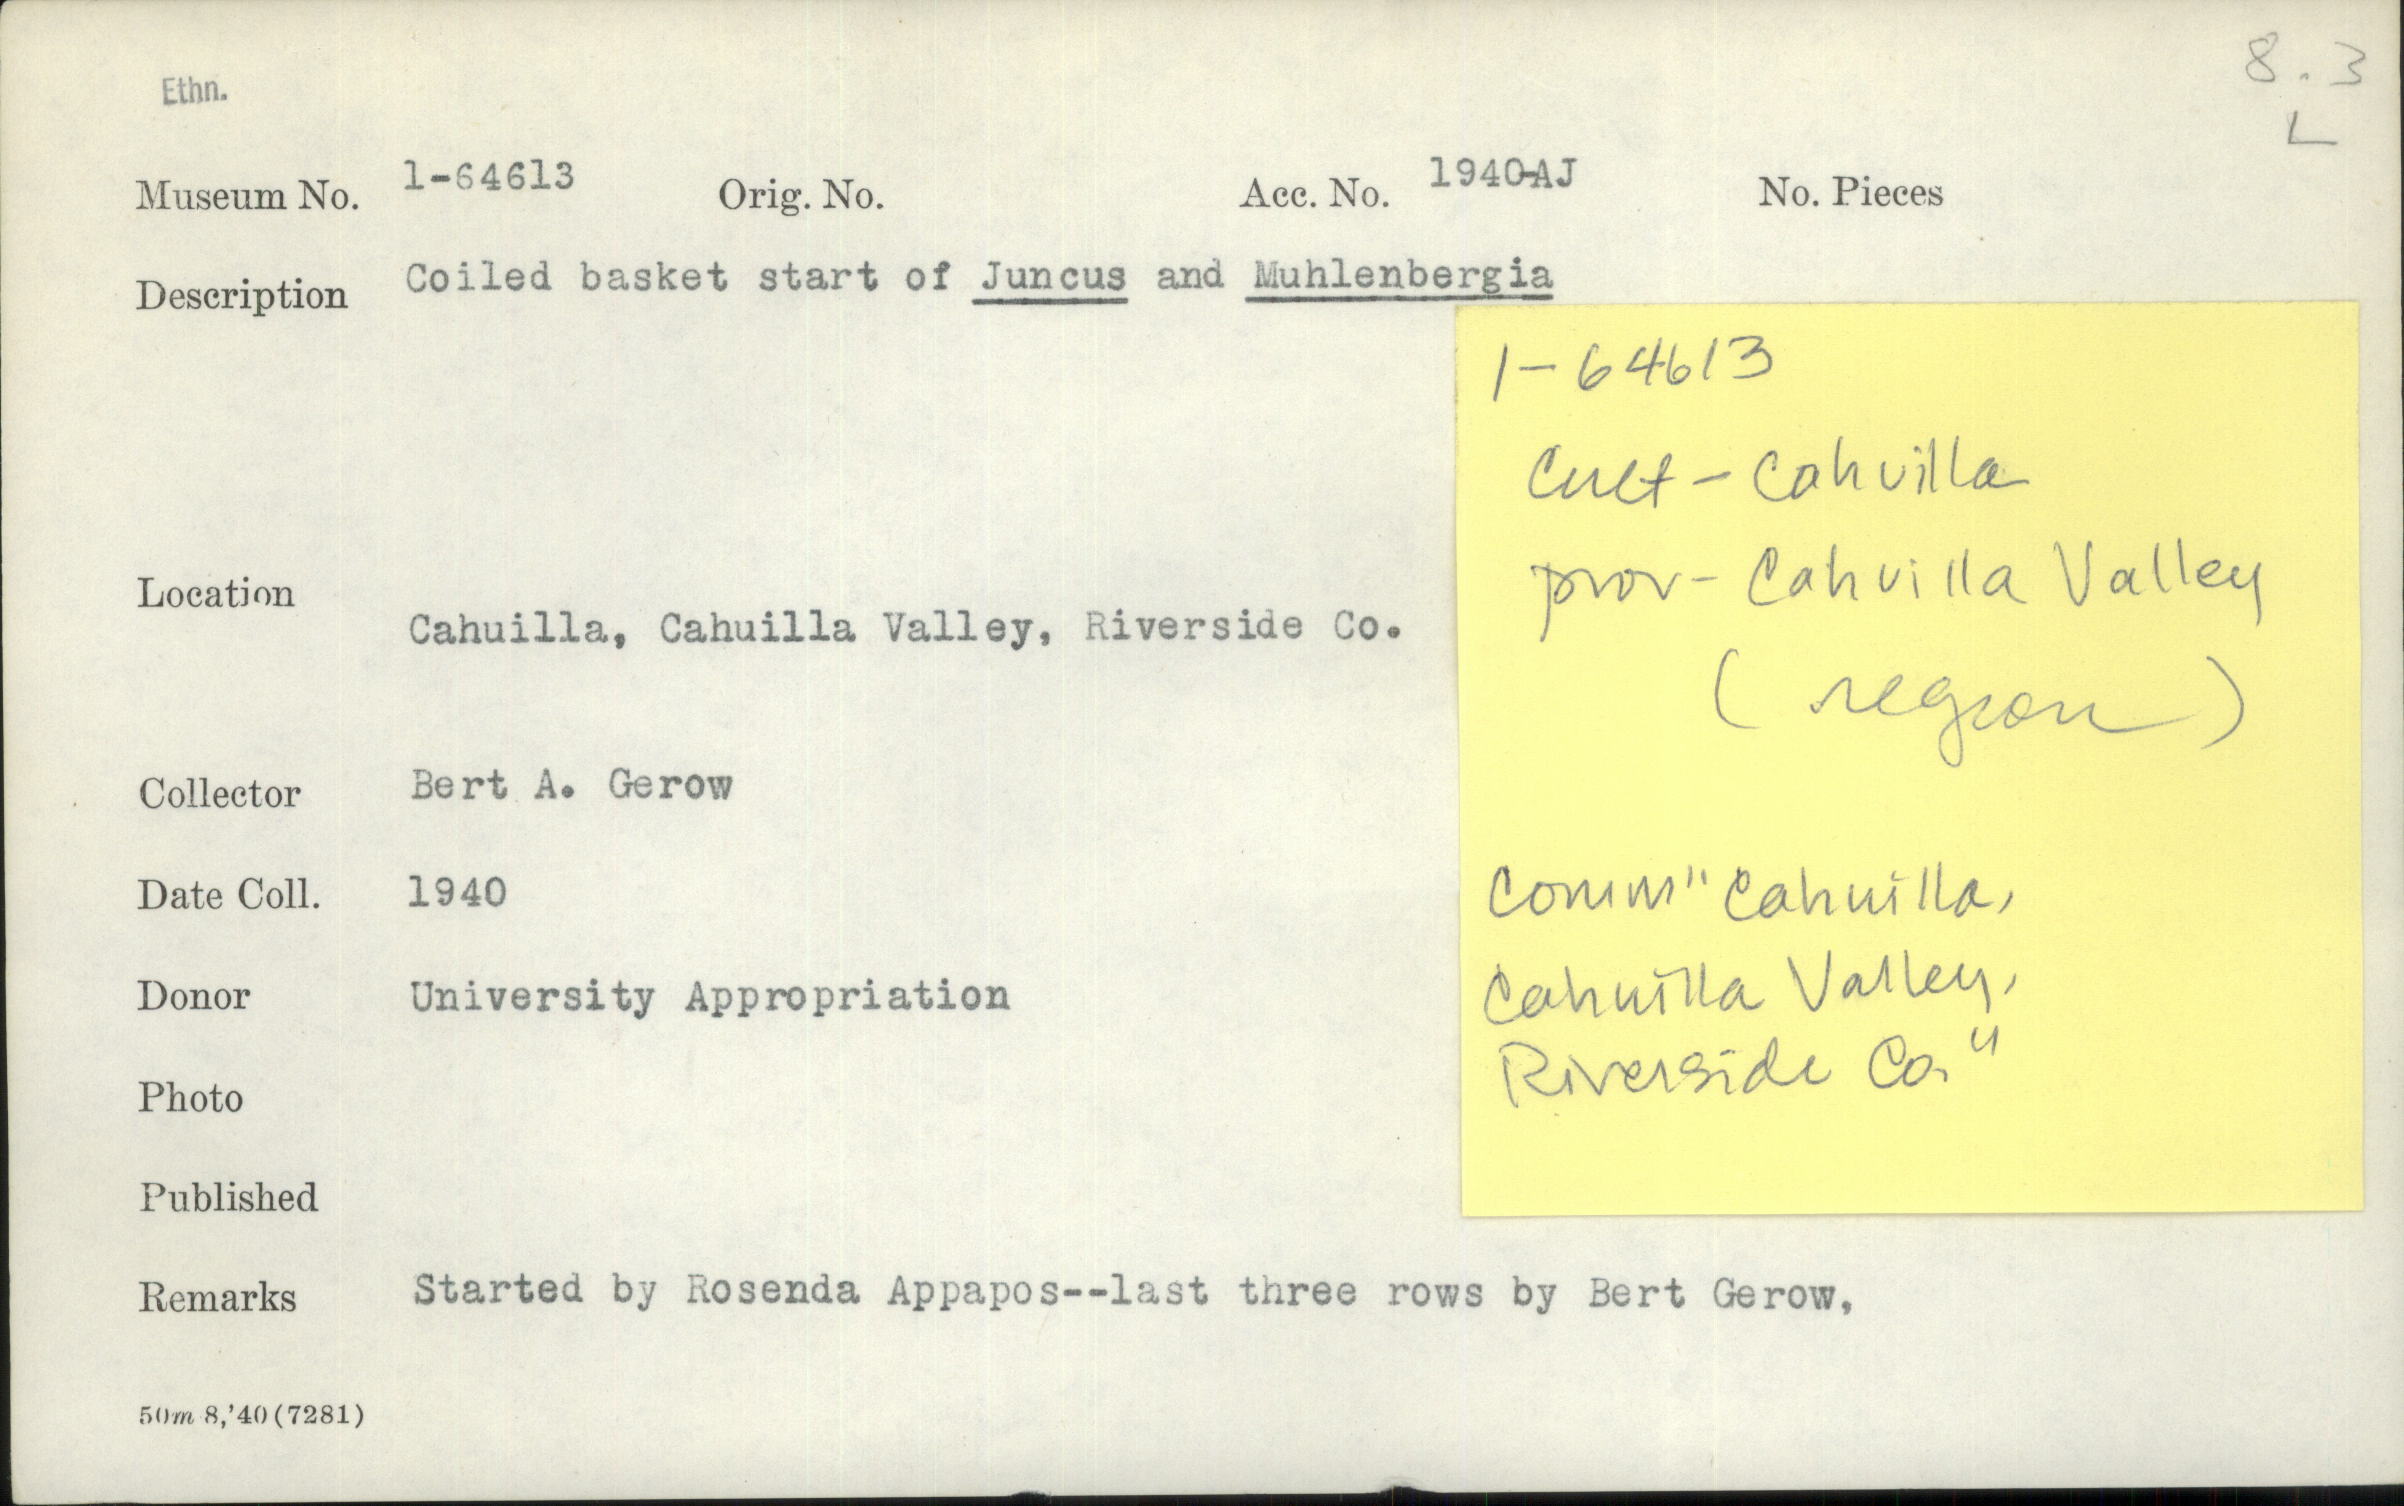 Ethn.
8.3
L
Museum No. 1-64613 Orig. No. Acc. No. 1940-AJ No. Pieces
Description Coiled basket start of Juncus and Muhlenbergia
Location
Cahuilla, Cahuilla Valley, Riverside Co.
Collector Bert A. Gerow
Date Coll. 1940
Donor University Appropriation
Photo
Published
Remarks Started by Rosenda Appapos--last three rows by Bert Gerow,
50m 8,'40(7281)
1-64613
Cult - Cahuilla
prov - Cahuilla Valley
(region)
Comm "Cahuilla,
Cahuilla Valley,
Riverside Co."